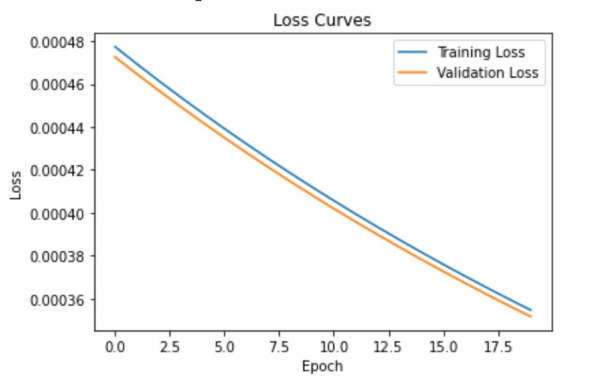 Loss Curves
0.00048
0.00046
0.00044
0.00042
0.00040
0.00038
0.00036
Loss
Training Loss
Validation Loss
0.0 2.5 5.0 7.5 10.0 12.5 15.0 17.5
Epoch